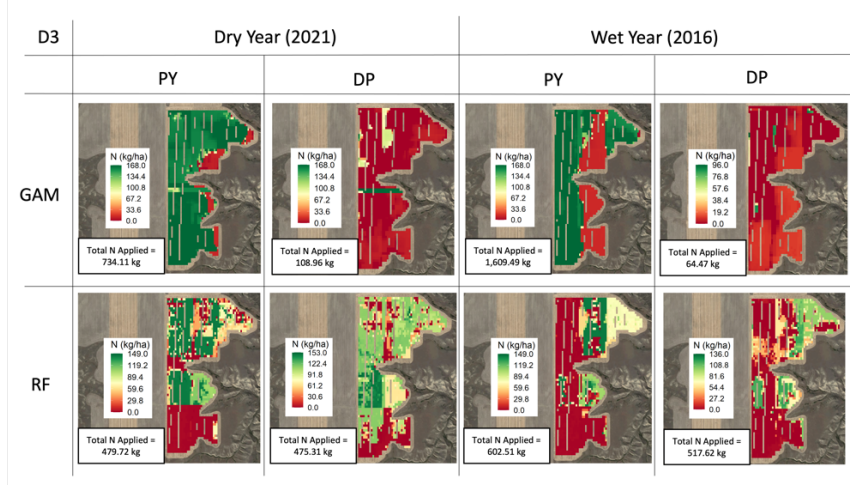 D3
Dry Year (2021)
Wet Year (2016)
PY
DP
PY
DP
GAM
N (kg/ha)
168.0
134.4
100.8
67.2
33.6
0.0
Total N Applied =
734.11 kg
N (kg/ha)
168.0
134.4
100.8
67.2
33.6
0.0
Total N Applied =
108.96 kg
N (kg/ha)
168.0
134.4
100.8
67.2
33.6
0.0
Total N Applied =
1,609.49 kg
N (kg/ha)
96.0
76.8
57.6
38.4
19.2
0.0
Total N Applied =
64.47 kg
RF
N (kg/ha)
149.0
119.2
89.4
59.6
29.8
0.0
Total N Applied =
479.72 kg
N (kg/ha)
153.0
122.4
91.8
61.2
30.6
0.0
Total N Applied =
475.31 kg
N (kg/ha)
149.0
119.2
89.4
59.6
29.8
0.0
Total N Applied =
602.51 kg
N (kg/ha)
136.0
108.8
81.6
54.4
27.2
0.0
Total N Applied =
517.62 kg